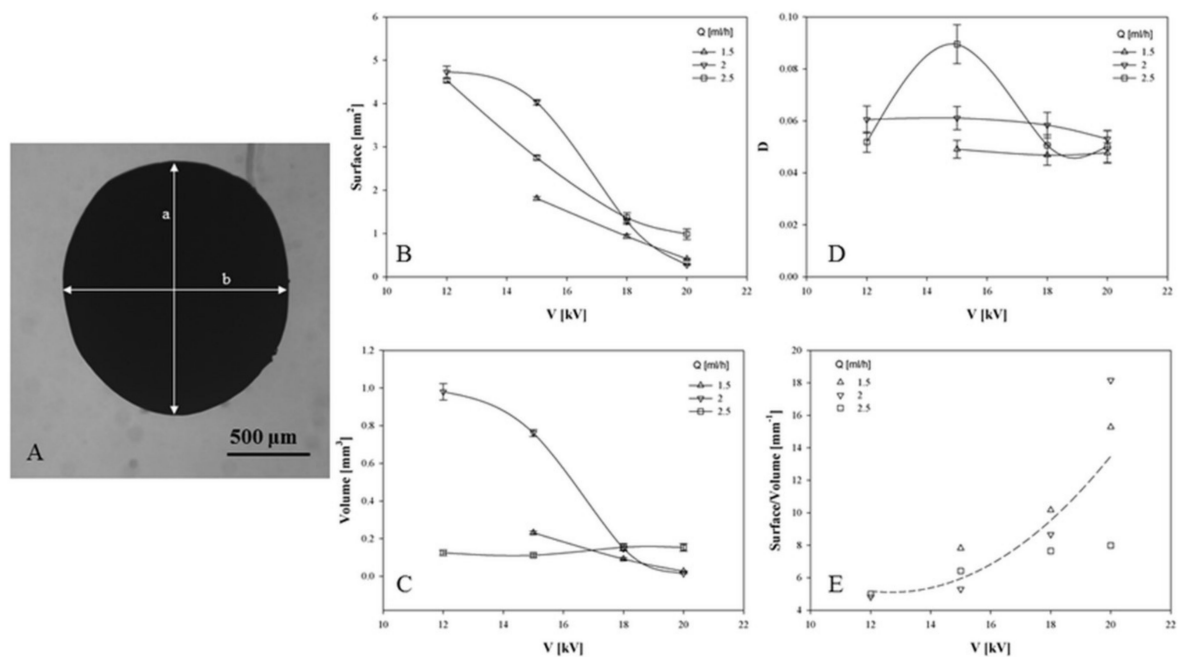 a
b
500 µm
A
Surface [mm²]
6
5
4
3
2
1
0
10 12 14 16 18 20 22
V [kV]
Q [ml/h]
1.5
2
2.5
B
D
0.10
0.08
0.06
0.04
0.02
0.00
10 12 14 16 18 20 22
V [kV]
Q [ml/h]
1.5
2
2.5
D
Volume [mm³]
1.2
1.0
0.8
0.6
0.4
0.2
0.0
10 12 14 16 18 20 22
V [kV]
Q [ml/h]
1.5
2
2.5
C
Surface/Volume [mm⁻¹]
20
18
16
14
12
10
8
6
4
10 12 14 16 18 20 22
V [kV]
Q [ml/h]
1.5
2
2.5
E